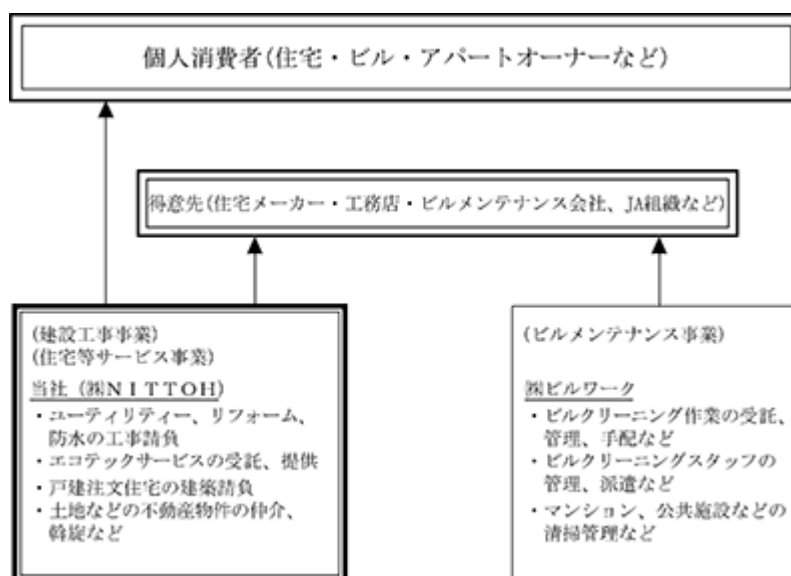 個人消費者(住宅・ビル・アパートオーナーなど)
得意先(住宅メーカー・工務店・ビルメンテナンス会社、JA組織など)
(建設工事事業)
(住宅等サービス事業)
当社（㈱ＮＩＴＴＯＨ）
・ユーティリティー、リフォーム、
防水の工事請負
・エコテックサービスの受託、提供
・戸建注文住宅の建築請負
・土地などの不動産物件の仲介、
斡旋など
(ビルメンテナンス事業)
㈱ビルワーク
・ビルクリーニング作業の受託、
管理、手配など
・ビルクリーニングスタッフの
管理、派遣など
・マンション、公共施設などの
清掃管理など